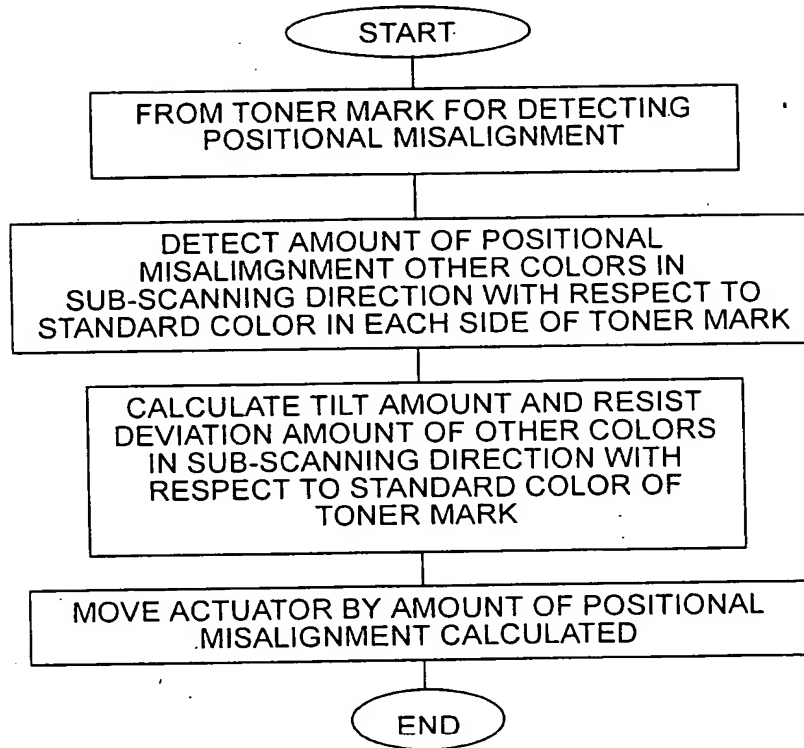 START
FROM TONER MARK FOR DETECTING
POSITIONAL MISALIGNMENT
DETECT AMOUNT OF POSITIONAL
MISALIMGNMENT OTHER COLORS IN
SUB-SCANNING DIRECTION WITH RESPECT TO
STANDARD COLOR IN EACH SIDE OF TONER MARK
CALCULATE TILT AMOUNT AND RESIST
DEVIATION AMOUNT OF OTHER COLORS
IN SUB-SCANNING DIRECTION WITH
RESPECT TO STANDARD COLOR OF
TONER MARK
MOVE ACTUATOR BY AMOUNT OF POSITIONAL
MISALIGNMENT CALCULATED
END